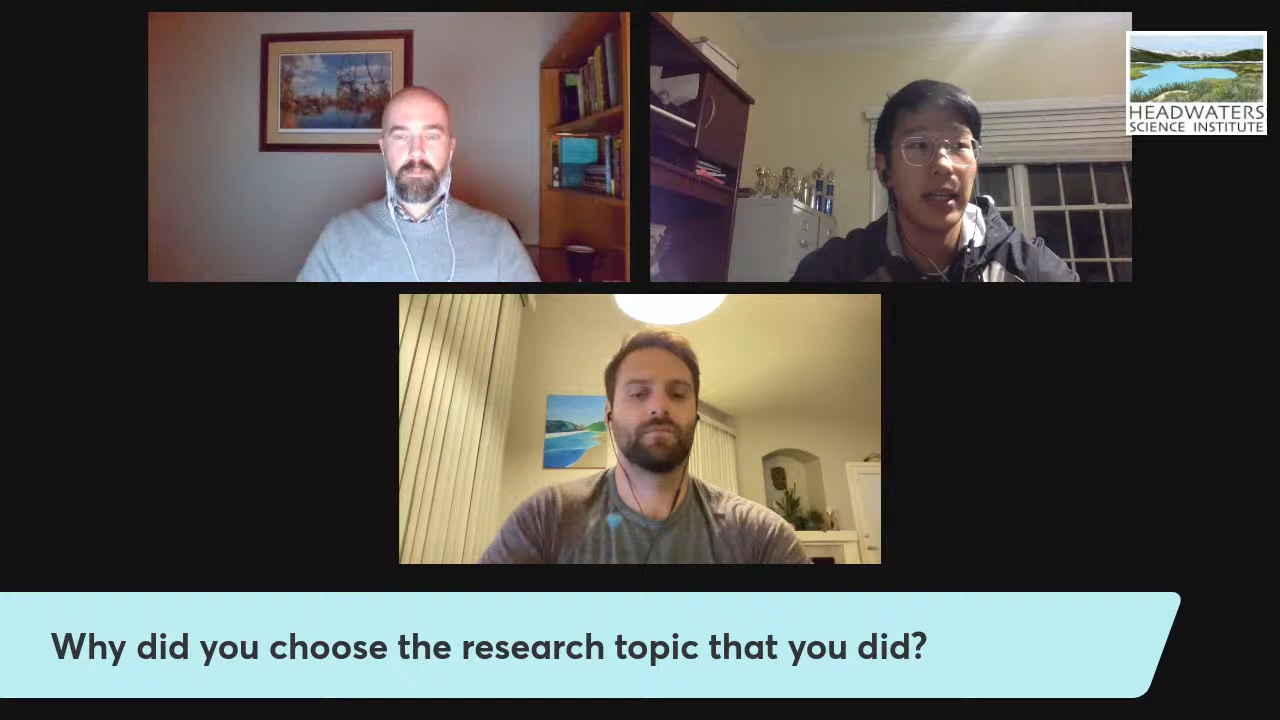 HEADWATERS
SCIENCE INSTITUTE
Why did you choose the research topic that you did?